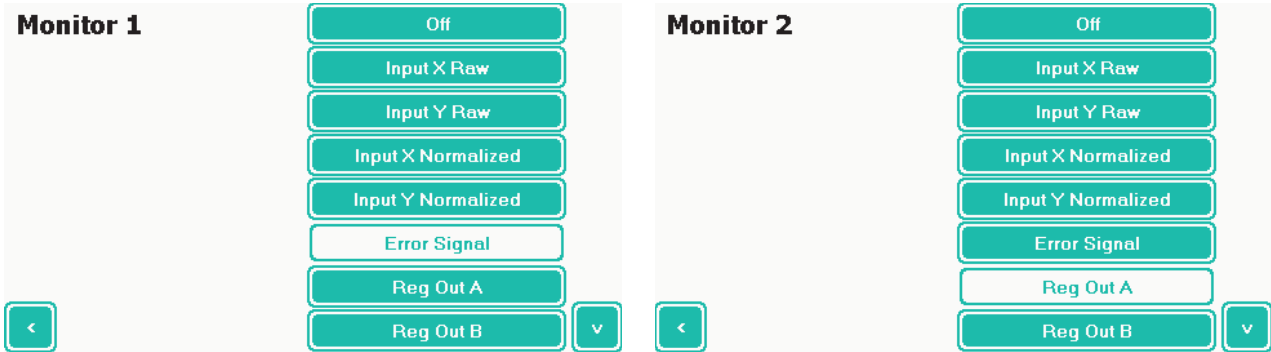 Monitor 1
Off
Input X Raw
Input Y Raw
Input X Normalized
Input Y Normalized
Error Signal
Reg Out A
Reg Out B
<
v
Monitor 2
Off
Input X Raw
Input Y Raw
Input X Normalized
Input Y Normalized
Error Signal
Reg Out A
Reg Out B
<
v